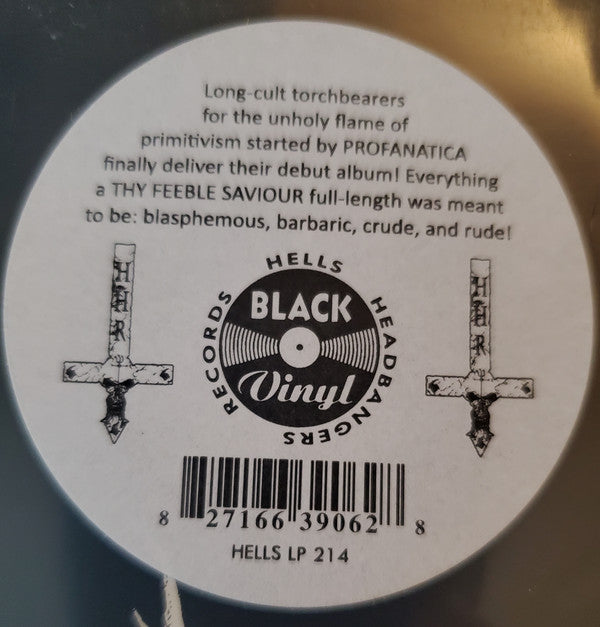 Long-cult torchbearers
for the unholy flame of
primitivism started by PROFANATICA
finally deliver their debut album! Everything
a THY FEEBLE SAVIOUR full-length was meant
to be: blasphemous, barbaric, crude, and rude!
HHR
HELLS HEADBANGERS RECORDS
BLACK
Vinyl
HHR
8 27166 39062 8
HELLS LP 214